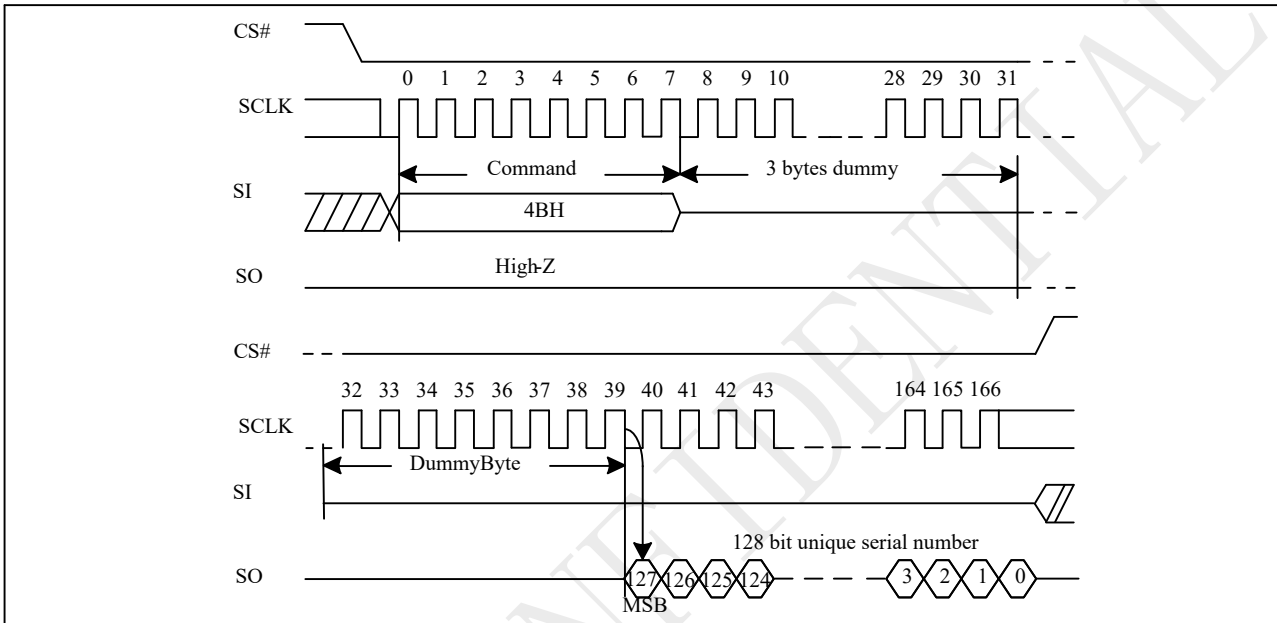 CS#
0 1 2 3 4 5 6 7 8 9 10 28 29 30 31
SCLK
Command 3 bytes dummy
SI
4BH
High-Z
SO
CS#
32 33 34 35 36 37 38 39 40 41 42 43 164 165 166
SCLK
DummyByte
SI
128 bit unique serial number
SO 127 126 125 124 3 2 1 0
MSB